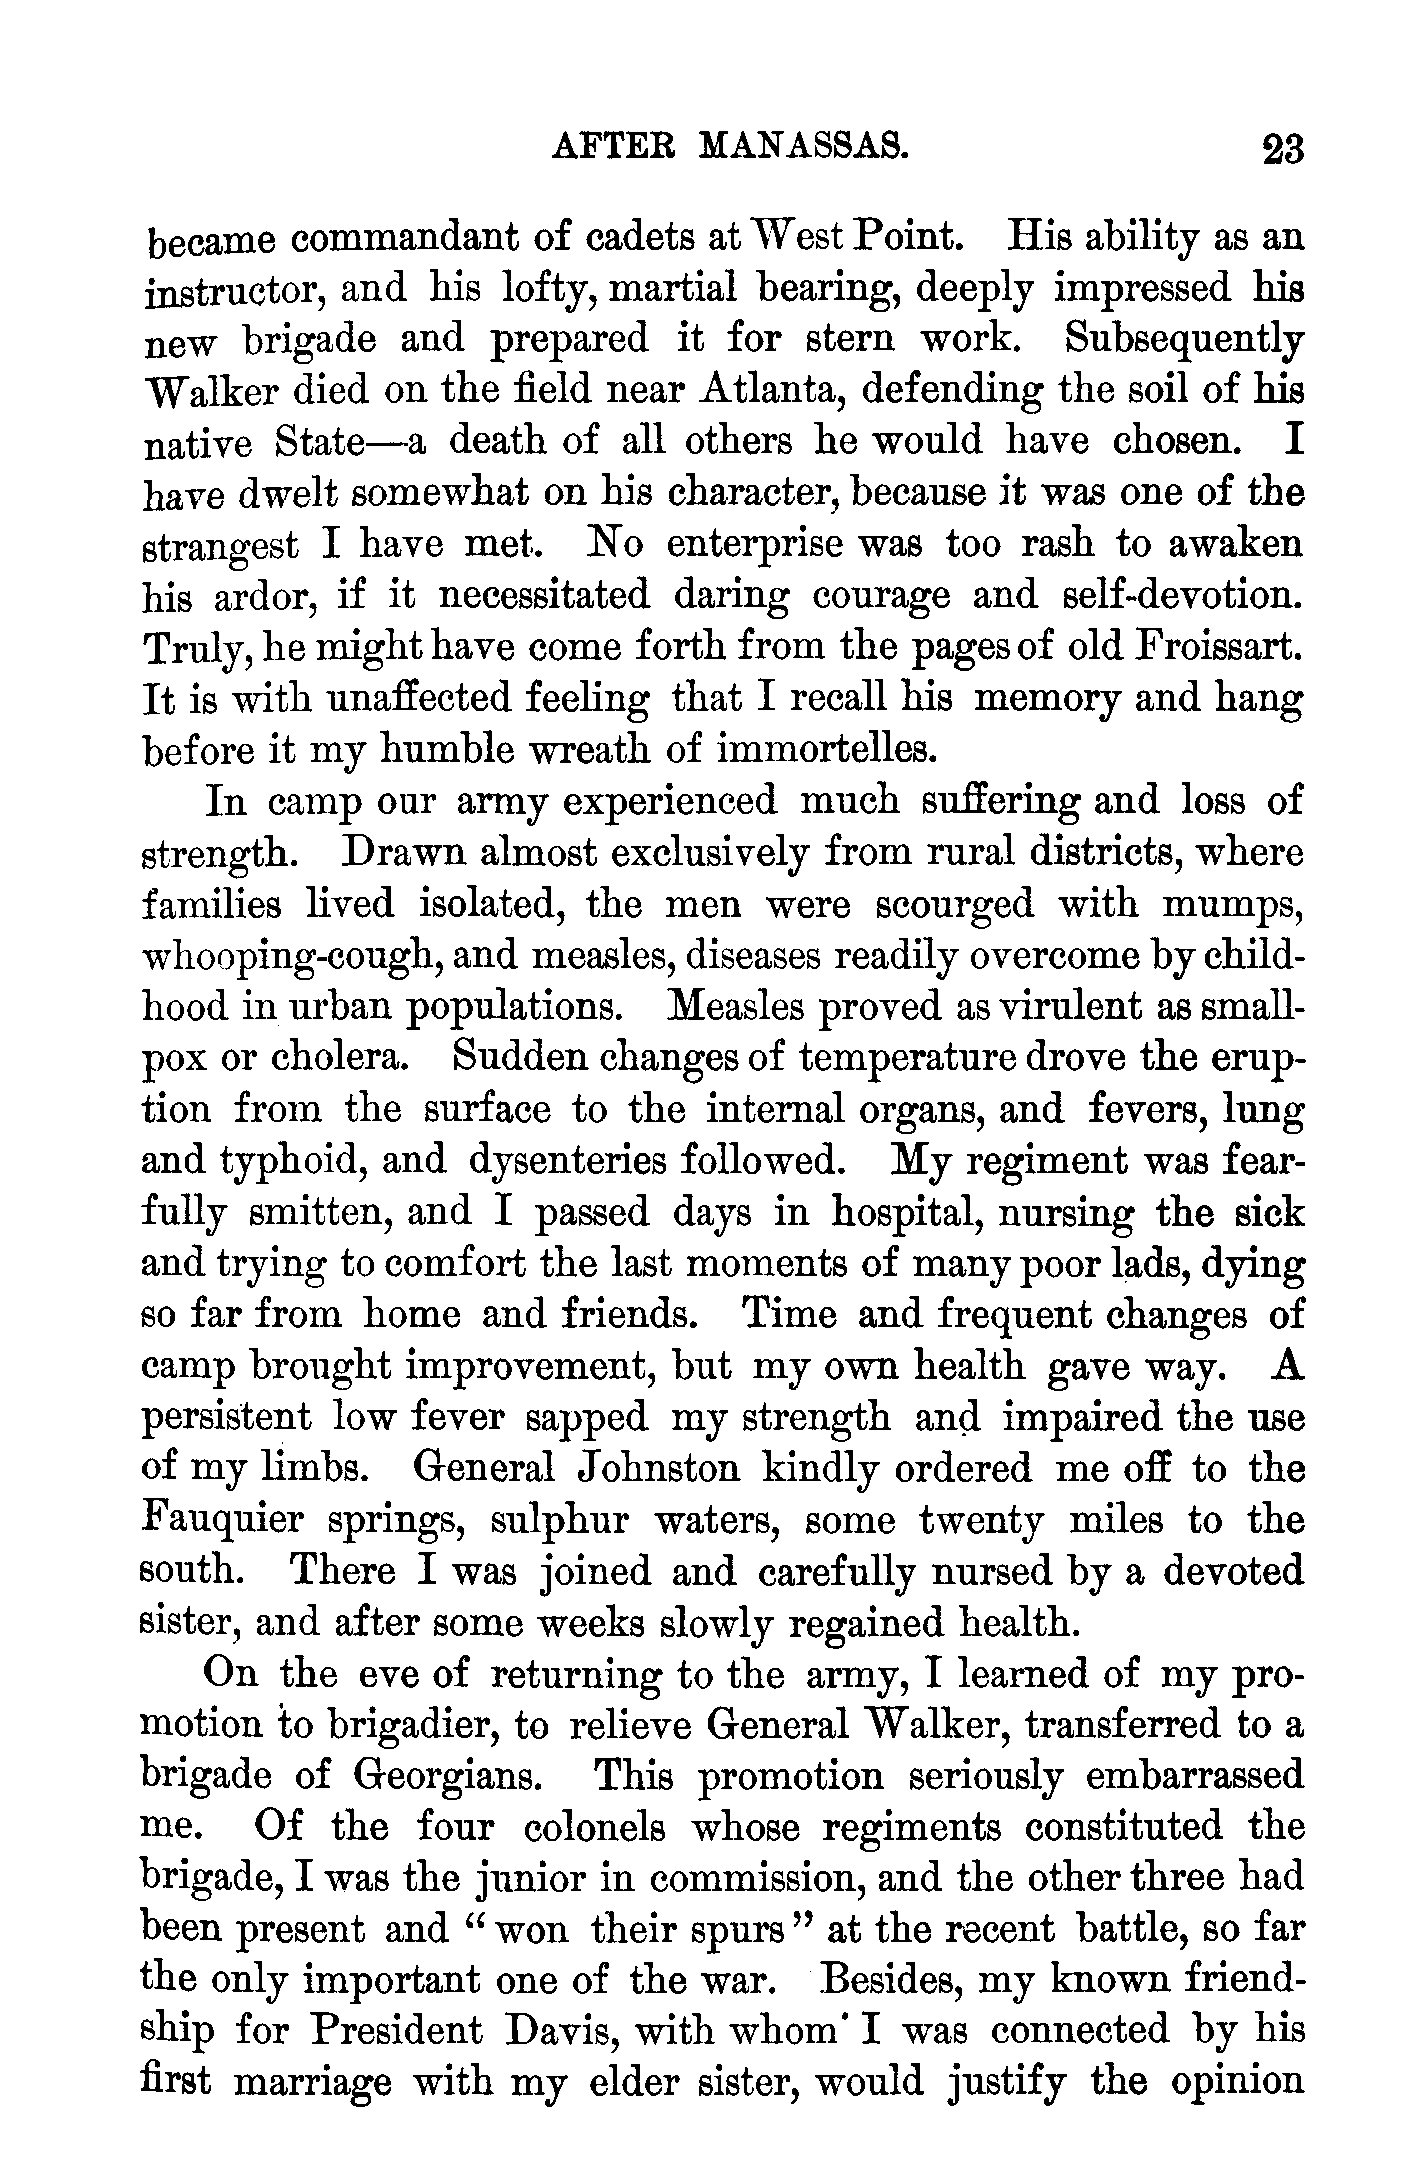 AFTER MANASSAS. 23
became commandant of cadets at West Point. His ability as an
instructor, and his lofty, martial bearing, deeply impressed his
new brigade and prepared it for stern work. Subsequently
Walker died on the field near Atlanta, defending the soil of his
native State—a death of all others he would have chosen. I
have dwelt somewhat on his character, because it was one of the
strangest I have met. No enterprise was too rash to awaken
his ardor, if it necessitated daring courage and self-devotion.
Truly, he might have come forth from the pages of old Froissart.
It is with unaffected feeling that I recall his memory and hang
before it my humble wreath of immortelles.
In camp our army experienced much suffering and loss of
strength. Drawn almost exclusively from rural districts, where
families lived isolated, the men were scourged with mumps,
whooping-cough, and measles, diseases readily overcome by child-
hood in urban populations. Measles proved as virulent as small-
pox or cholera. Sudden changes of temperature drove the erup-
tion from the surface to the internal organs, and fevers, lung
and typhoid, and dysenteries followed. My regiment was fear-
fully smitten, and I passed days in hospital, nursing the sick
and trying to comfort the last moments of many poor lads, dying
so far from home and friends. Time and frequent changes of
camp brought improvement, but my own health gave way. A
persistent low fever sapped my strength and impaired the use
of my limbs. General Johnston kindly ordered me off to the
Fauquier springs, sulphur waters, some twenty miles to the
south. There I was joined and carefully nursed by a devoted
sister, and after some weeks slowly regained health.
On the eve of returning to the army, I learned of my pro-
motion to brigadier, to relieve General Walker, transferred to a
brigade of Georgians. This promotion seriously embarrassed
me. Of the four colonels whose regiments constituted the
brigade, I was the junior in commission, and the other three had
been present and "won their spurs" at the recent battle, so far
the only important one of the war. Besides, my known friend-
ship for President Davis, with whom I was connected by his
first marriage with my elder sister, would justify the opinion